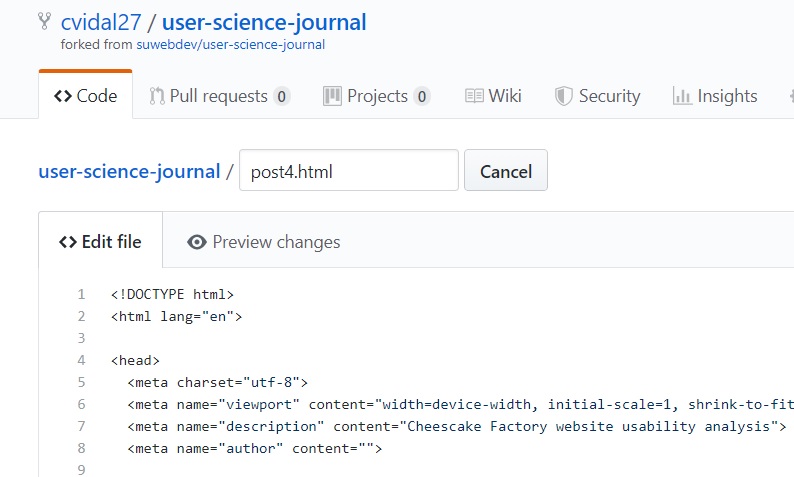 cvidal27 / user-science-journal
forked from suwebdev/user-science-journal
<> Code Pull requests 0 Projects 0 Wiki Security Insights
user-science-journal / post4.html Cancel
<> Edit file Preview changes
1 <!DOCTYPE html>
2 <html lang="en">
3
4 <head>
5 <meta charset="utf-8">
6 <meta name="viewport" content="width=device-width, initial-scale=1, shrink-to-fit
7 <meta name="description" content="Cheescake Factory website usability analysis">
8 <meta name="author" content="">
9